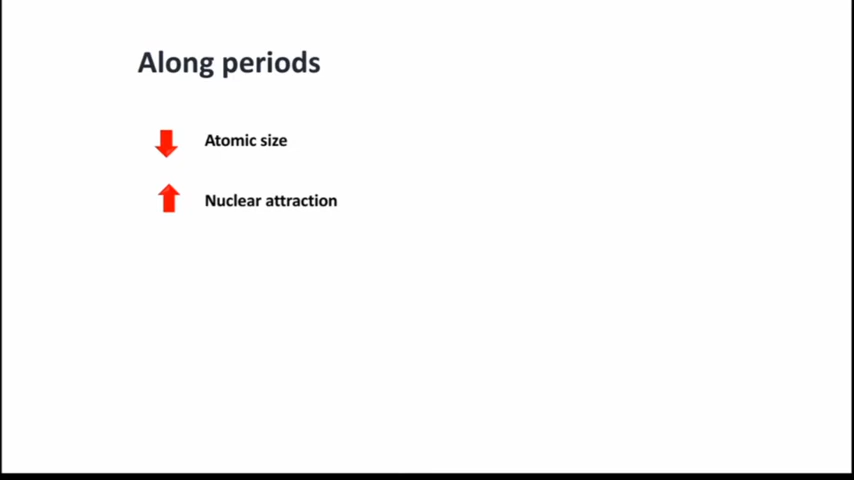 Along periods
Atomic size
Nuclear attraction